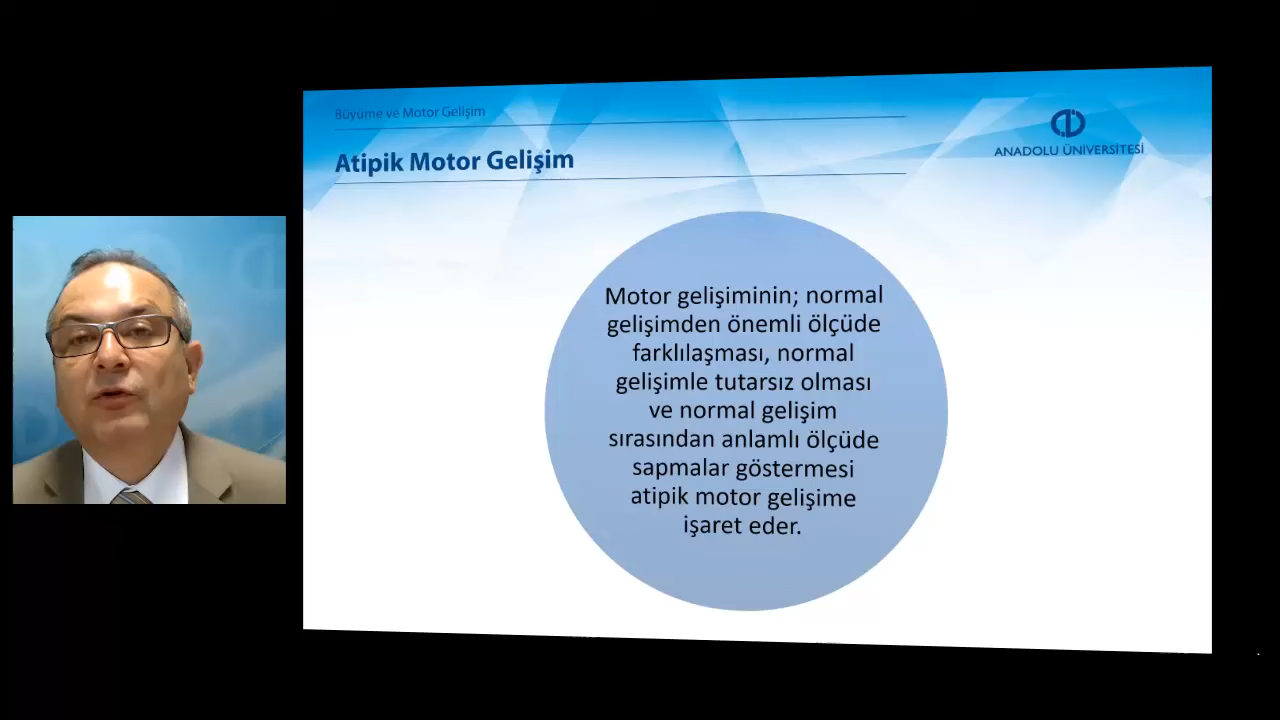 Büyüme ve Motor Gelişim
Atipik Motor Gelişim
ANADOLU ÜNİVERSİTESİ
Motor gelişiminin; normal
gelişimden önemli ölçüde
farklılaşması, normal
gelişimle tutarsız olması
ve normal gelişim
sırasından anlamlı ölçüde
sapmalar göstermesi
atipik motor gelişime
işaret eder.